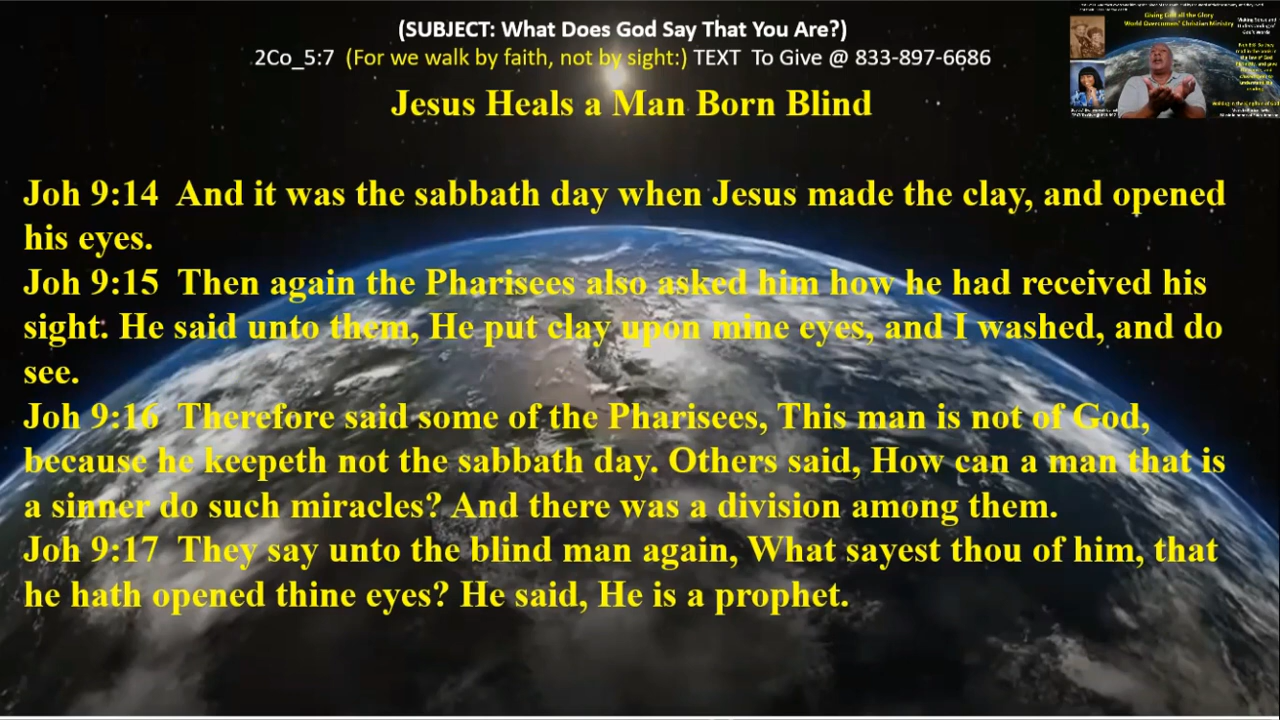 (SUBJECT: What Does God Say That You Are?)
2Co_5:7 (For we walk by faith, not by sight:) TEXT To Give @ 833-897-6686
Jesus Heals a Man Born Blind
Giving God all the Glory
World Overcomers' Christian Ministry
Joh 9:14 And it was the sabbath day when Jesus made the clay, and opened
his eyes.
Joh 9:15 Then again the Pharisees also asked him how he had received his
sight. He said unto them, He put clay upon mine eyes, and I washed, and do
see.
Joh 9:16 Therefore said some of the Pharisees, This man is not of God,
because he keepeth not the sabbath day. Others said, How can a man that is
a sinner do such miracles? And there was a division among them.
Joh 9:17 They say unto the blind man again, What sayest thou of him, that
he hath opened thine eyes? He said, He is a prophet.